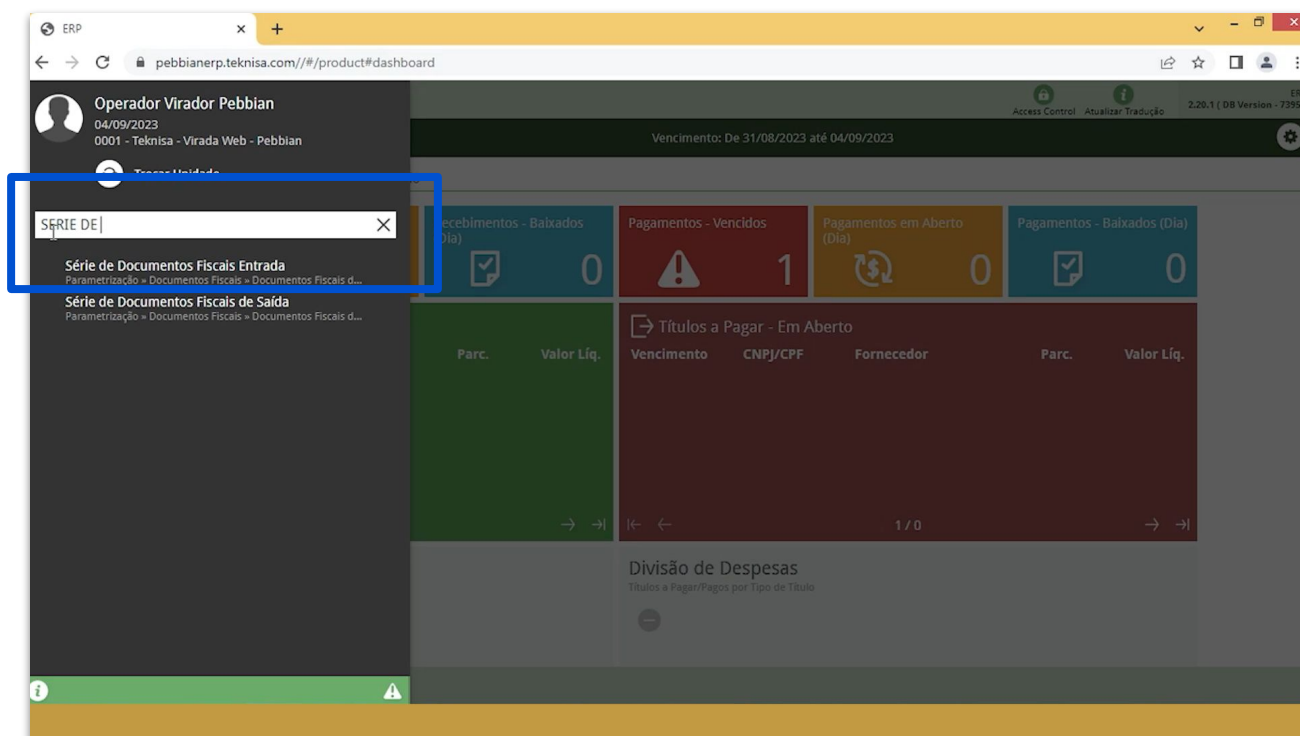 ERP
pebbianerp.teknisa.com//#/product#dashboard
Operador Virador Pebbian
04/09/2023
0001 - Teknisa - Virada Web - Pebbian
SERIE DE
Série de Documentos Fiscais Entrada
Parametrização » Documentos Fiscais » Documentos Fiscais d...
Série de Documentos Fiscais de Saída
Parametrização » Documentos Fiscais » Documentos Fiscais d...
Access Control
Atualizar Tradução
2.20.1 ( DB Version - 7395
Vencimento: De 31/08/2023 até 04/09/2023
ecebimentos - Baixados
Dia)
0
Pagamentos - Vencidos
1
Pagamentos em Aberto
(Dia)
0
Pagamentos - Baixados (Dia)
0
Parc. Valor Líq.
Títulos a Pagar - Em Aberto
Vencimento CNPJ/CPF Fornecedor Parc. Valor Líq.
1 / 0
Divisão de Despesas
Títulos a Pagar/Pagos por Tipo de Título